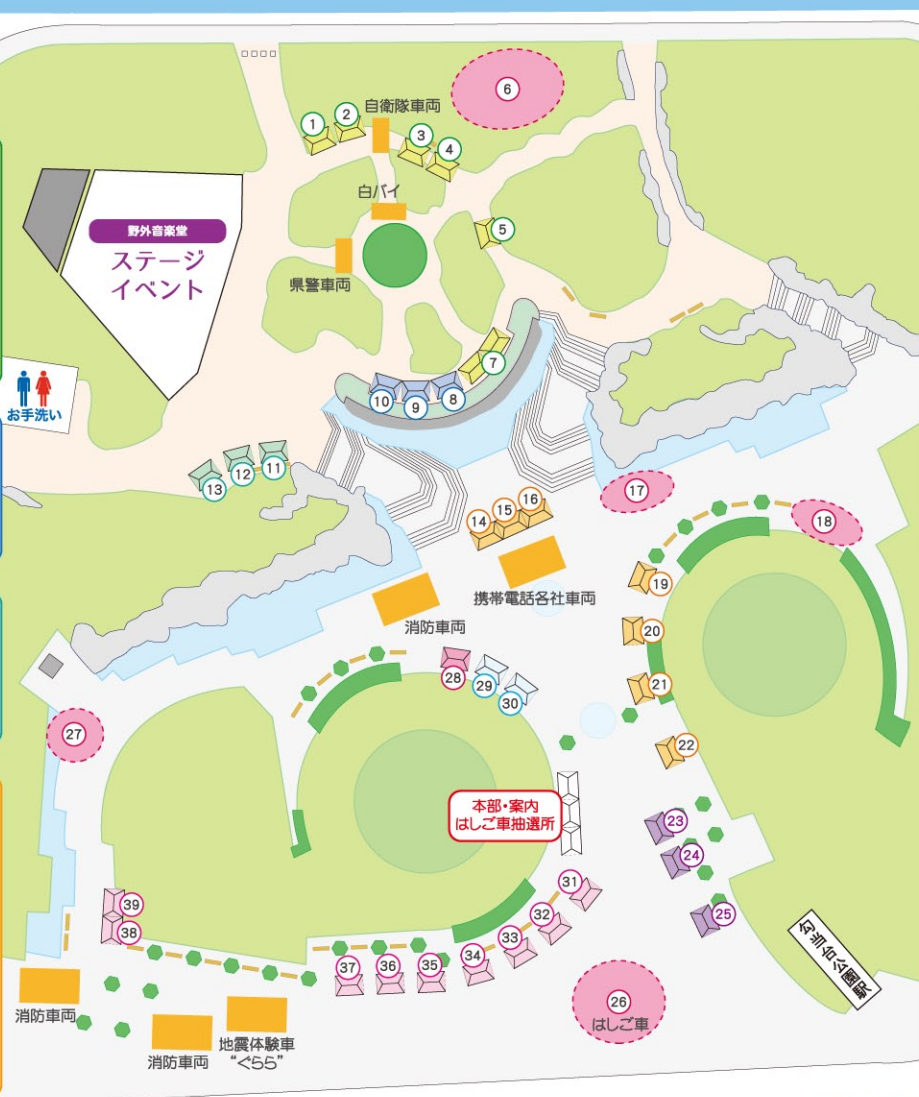 6
1
2
自衛隊車両
3
4
白バイ
野外音楽堂
ステージ
イベント
県警車両
5
お手洗い
7
10
9
8
13
12
11
14
15
16
17
18
携帯電話各社車両
消防車両
19
20
21
22
28
29
30
27
本部・案内
はしご車抽選所
23
24
25
31
32
33
34
35
36
37
39
38
26
はしご車
勾当台公園駅
消防車両
消防車両
地震体験車
“ぐらら”